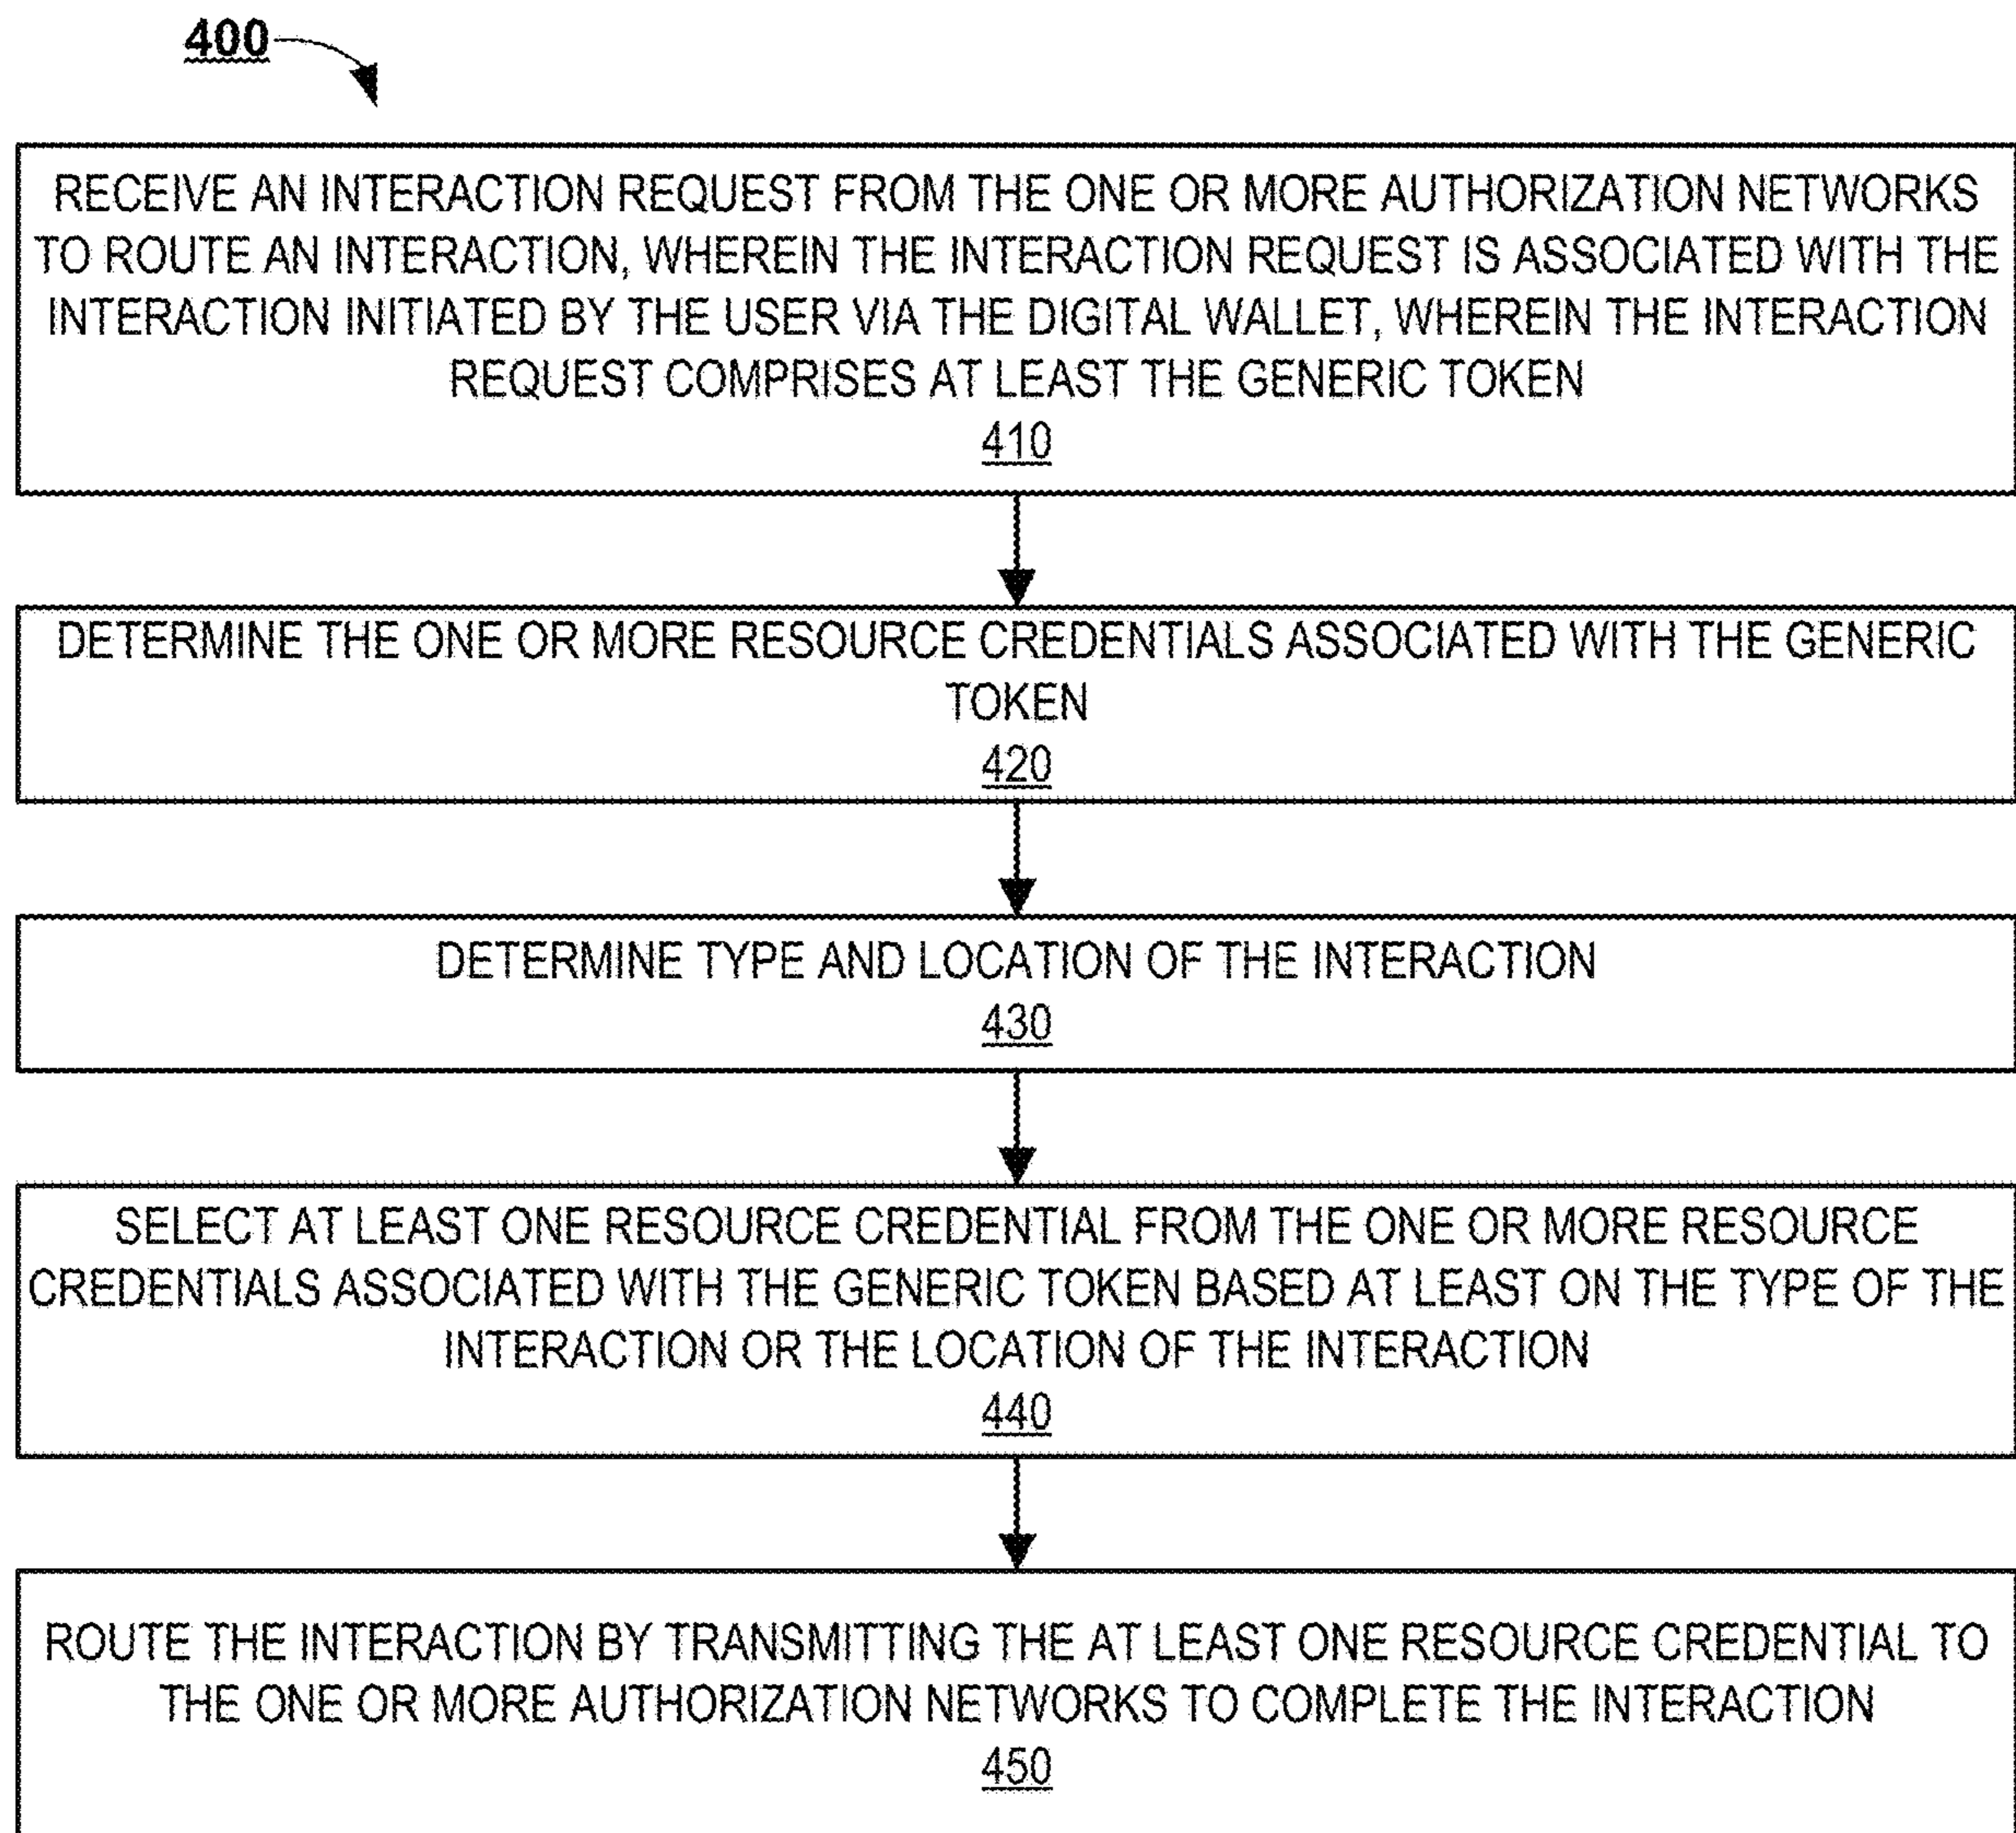 400
RECEIVE AN INTERACTION REQUEST FROM THE ONE OR MORE AUTHORIZATION NETWORKS
TO ROUTE AN INTERACTION, WHEREIN THE INTERACTION REQUEST IS ASSOCIATED WITH THE
INTERACTION INITIATED BY THE USER VIA THE DIGITAL WALLET, WHEREIN THE INTERACTION
REQUEST COMPRISES AT LEAST THE GENERIC TOKEN
410
DETERMINE THE ONE OR MORE RESOURCE CREDENTIALS ASSOCIATED WITH THE GENERIC
TOKEN
420
DETERMINE TYPE AND LOCATION OF THE INTERACTION
430
SELECT AT LEAST ONE RESOURCE CREDENTIAL FROM THE ONE OR MORE RESOURCE
CREDENTIALS ASSOCIATED WITH THE GENERIC TOKEN BASED AT LEAST ON THE TYPE OF THE
INTERACTION OR THE LOCATION OF THE INTERACTION
440
ROUTE THE INTERACTION BY TRANSMITTING THE AT LEAST ONE RESOURCE CREDENTIAL TO
THE ONE OR MORE AUTHORIZATION NETWORKS TO COMPLETE THE INTERACTION
450